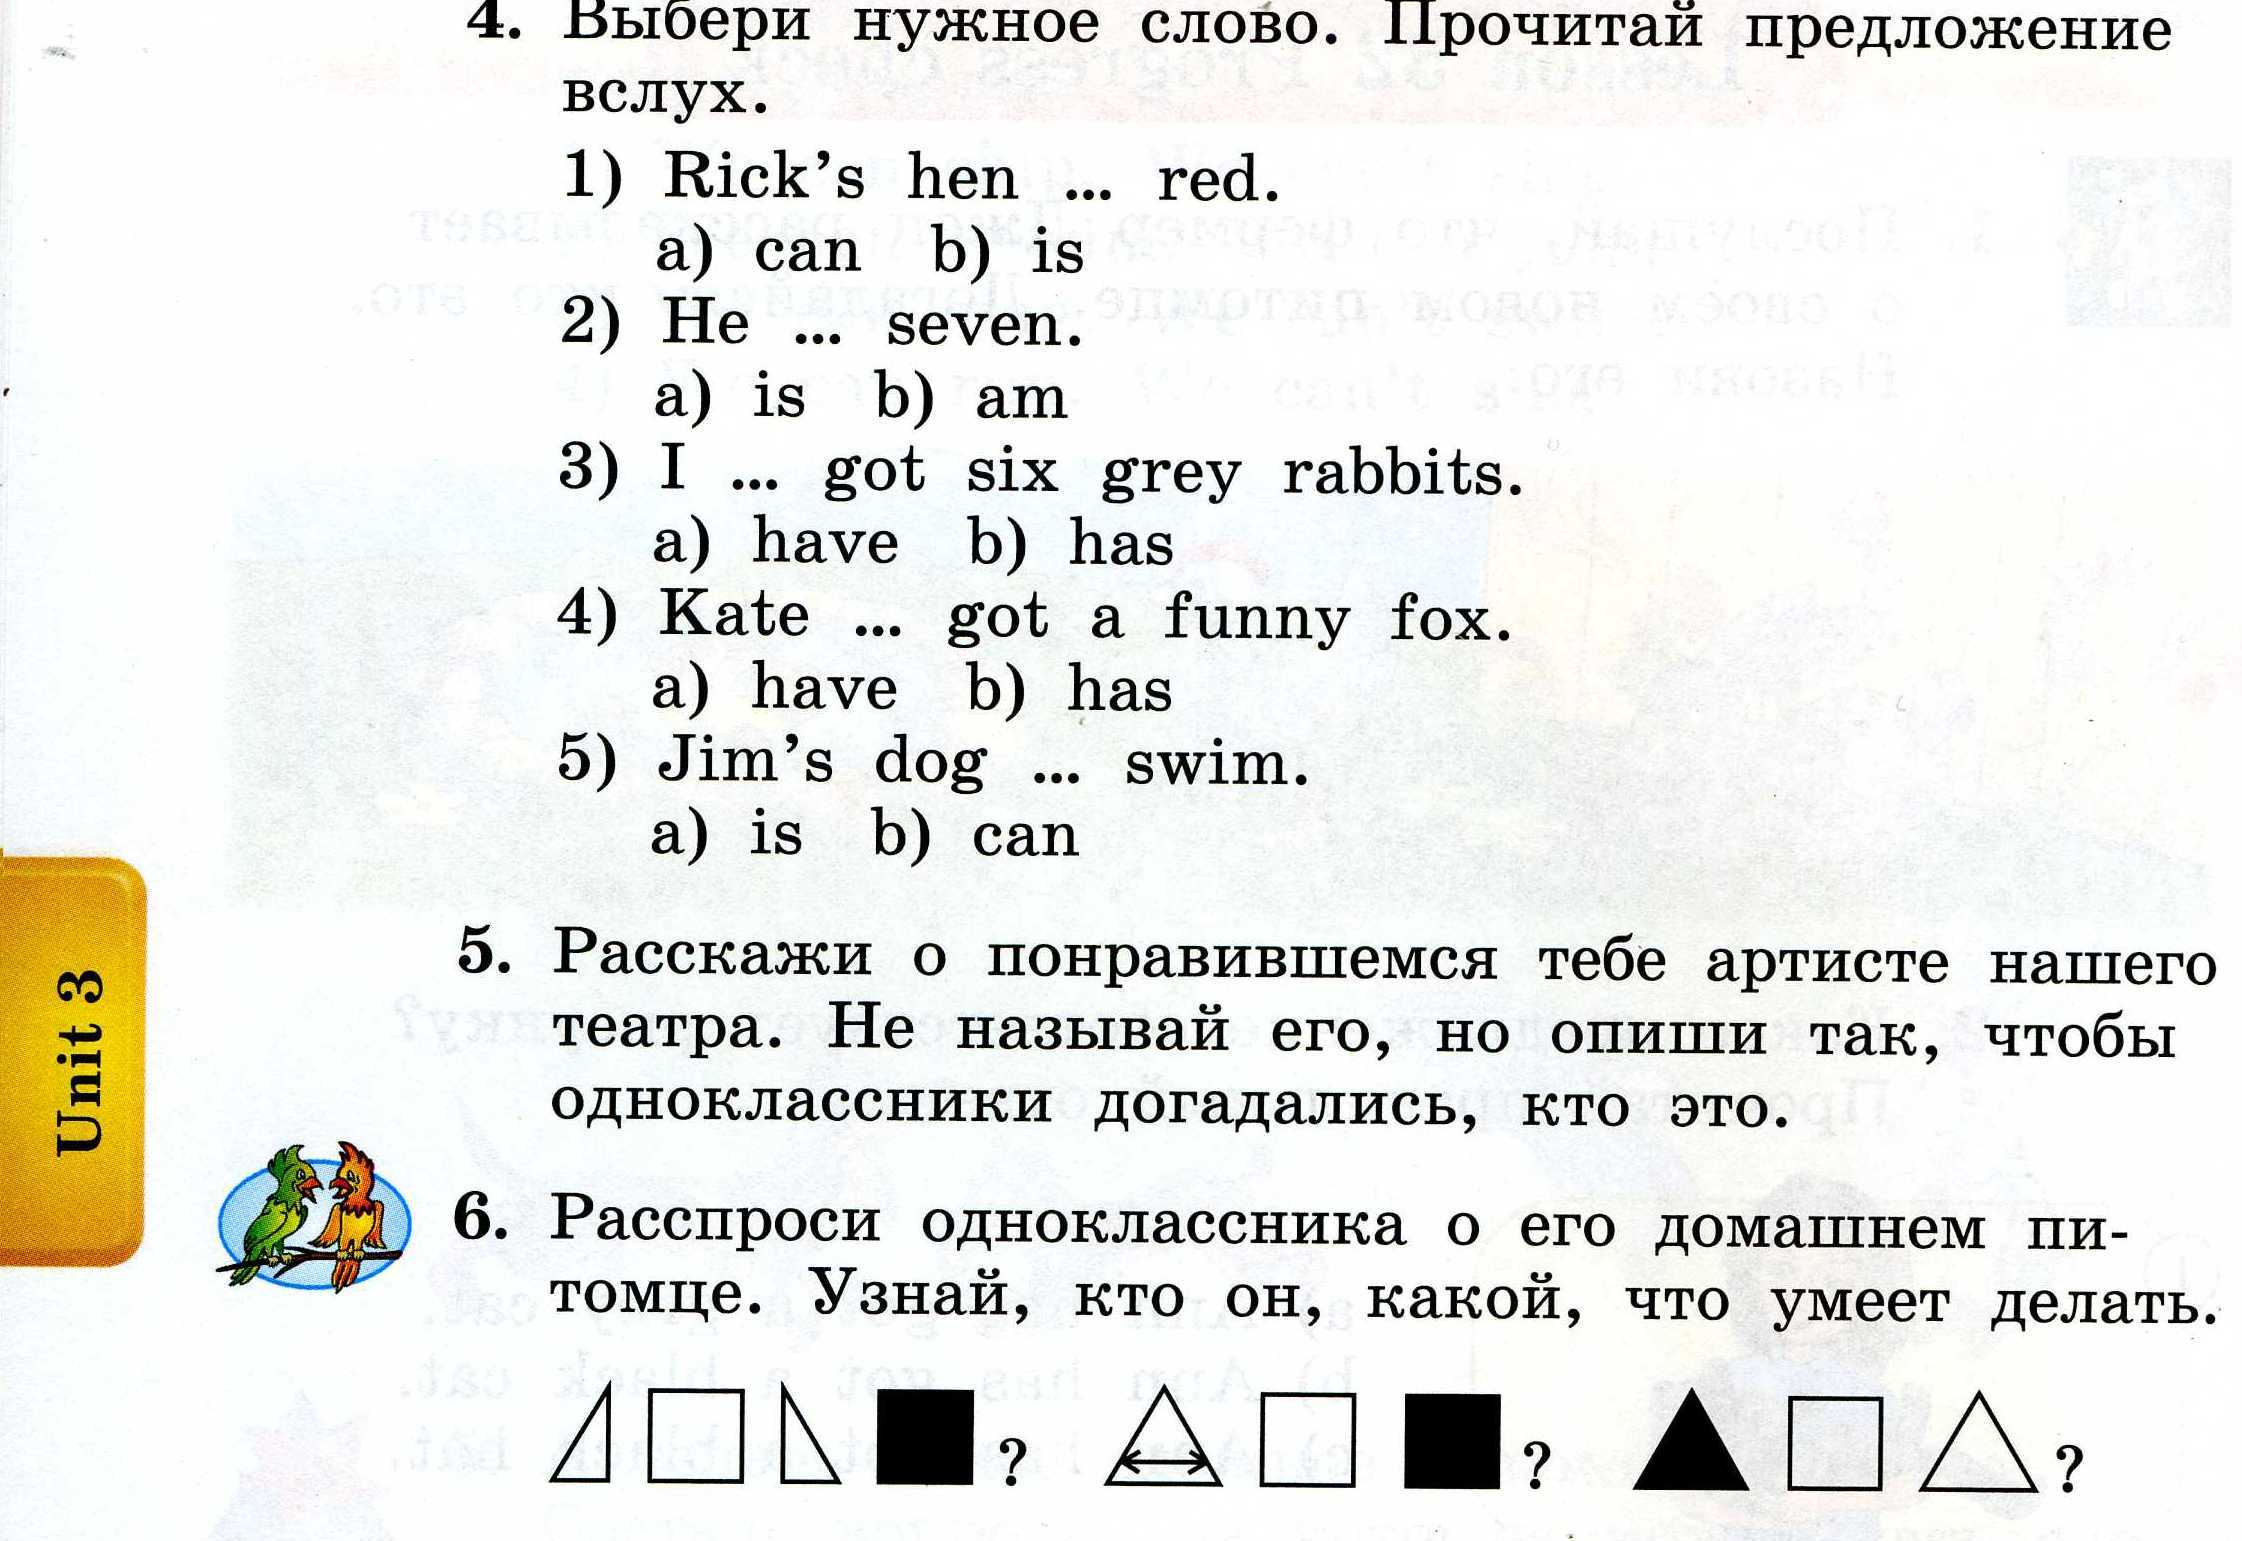 4. Выбери нужное слово. Прочитай предложение
вслух.
1) Rick's hen ... red.
a) can b) is
2) He ... seven.
a) is b) am
3) I ... got six grey rabbits.
a) have b) has
4) Kate ... got a funny fox.
a) have b) has
5) Jim's dog ... swim.
a) is b) can
5. Расскажи о понравившемся тебе артисте нашего
театра. Не называй его, но опиши так, чтобы
одноклассники догадались, кто это.
Unit 3
6. Расспроси одноклассника о его домашнем пи-
томце. Узнай, кто он, какой, что умеет делать.
? ? ?